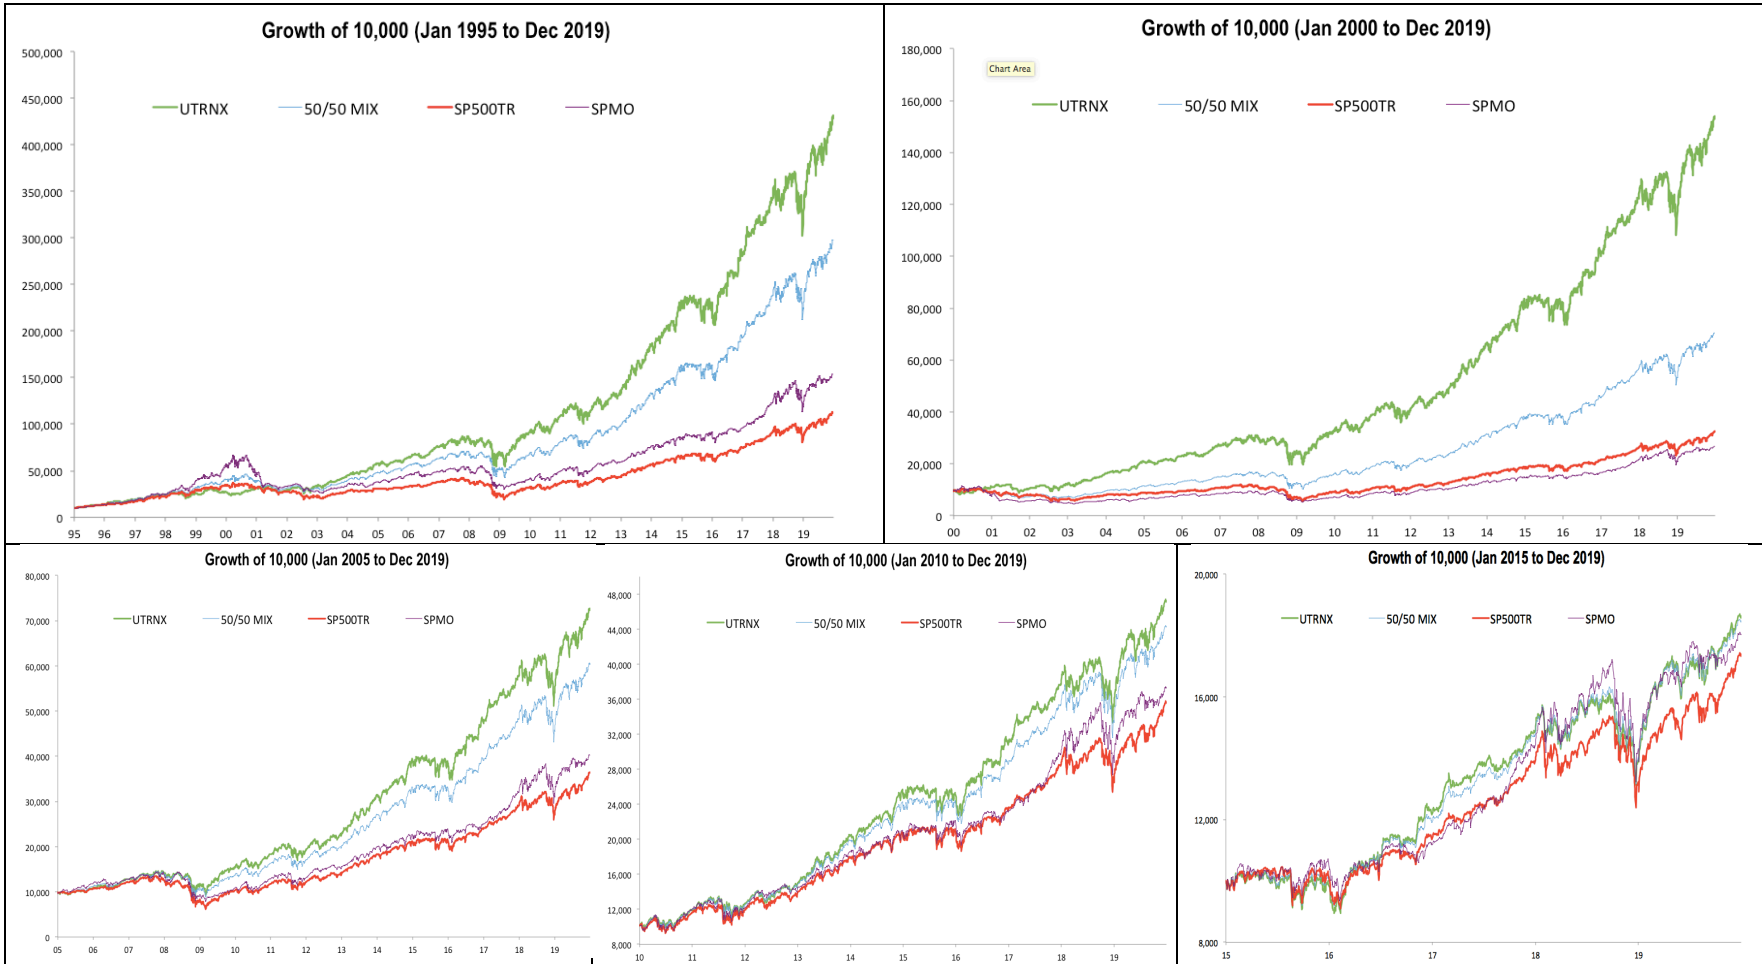 Growth of 10,000 (Jan 1995 to Dec 2019)
500,000
450,000
400,000
350,000
300,000
250,000
200,000
150,000
100,000
50,000
0
UTRNX 50/50 MIX SP500TR SPMO
95 96 97 98 99 00 01 02 03 04 05 06 07 08 09 10 11 12 13 14 15 16 17 18 19
Growth of 10,000 (Jan 2000 to Dec 2019)
Chart Area
180,000
160,000
140,000
120,000
100,000
80,000
60,000
40,000
20,000
0
UTRNX 50/50 MIX SP500TR SPMO
00 01 02 03 04 05 06 07 08 09 10 11 12 13 14 15 16 17 18 19
Growth of 10,000 (Jan 2005 to Dec 2019)
80,000
70,000
60,000
50,000
40,000
30,000
20,000
10,000
0
UTRNX 50/50 MIX SP500TR SPMO
05 06 07 08 09 10 11 12 13 14 15 16 17 18 19
Growth of 10,000 (Jan 2010 to Dec 2019)
48,000
44,000
40,000
36,000
32,000
28,000
24,000
20,000
16,000
12,000
8,000
UTRNX 50/50 MIX SP500TR SPMO
10 11 12 13 14 15 16 17 18 19
Growth of 10,000 (Jan 2015 to Dec 2019)
20,000
16,000
12,000
8,000
UTRNX 50/50 MIX SP500TR SPMO
15 16 17 18 19